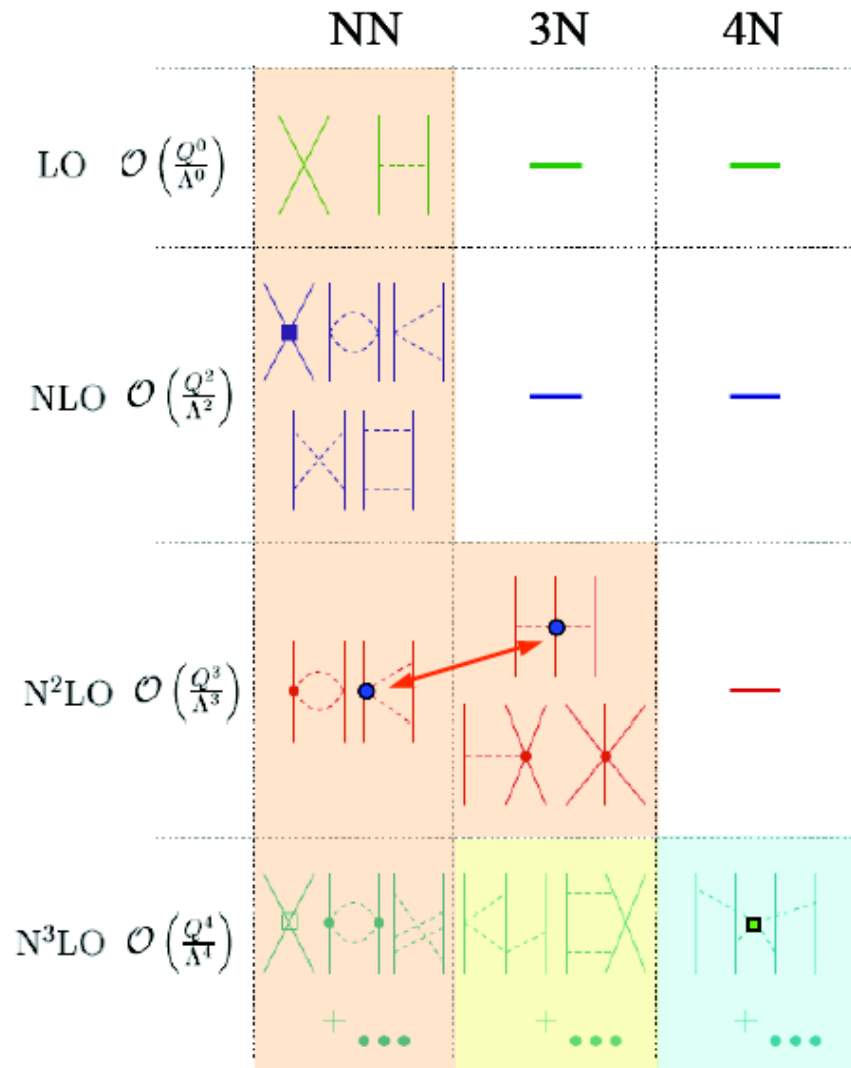 NN 3N 4N
LO 𝒪(Q⁰/Λ⁰)
NLO 𝒪(Q²/Λ²)
N²LO 𝒪(Q³/Λ³)
N³LO 𝒪(Q⁴/Λ⁴)
+ ... + ... + ...